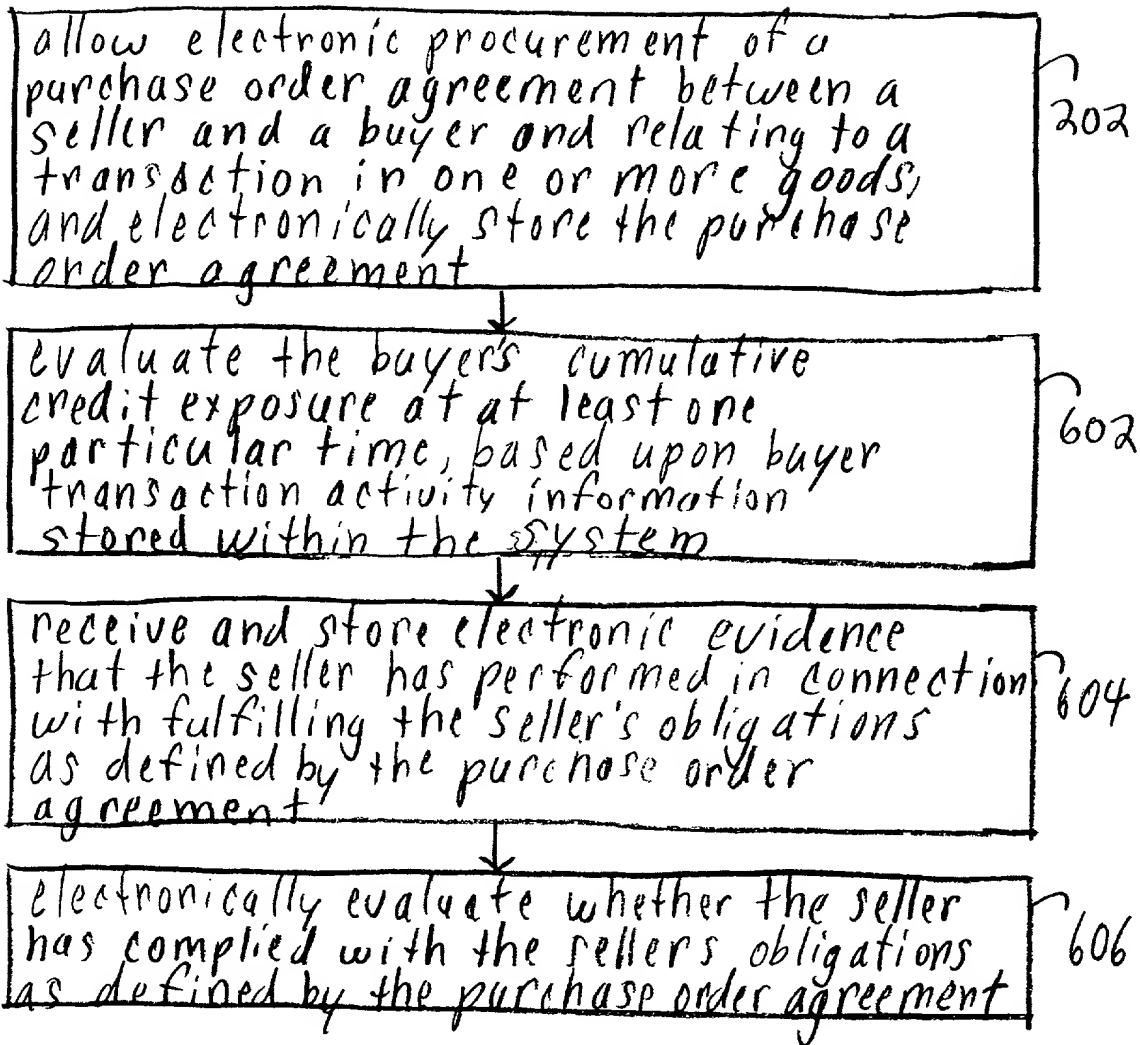 allow electronic procurement of a
purchase order agreement between a
seller and a buyer and relating to a
transaction in one or more goods,
and electronically store the purchase
order agreement
202
evaluate the buyer's cumulative
credit exposure at at least one
particular time, based upon buyer
transaction activity information
stored within the system
602
receive and store electronic evidence
that the seller has performed in connection
with fulfilling the seller's obligations
as defined by the purchase order
agreement
604
electronically evaluate whether the seller
has complied with the sellers obligations
as defined by the purchase order agreement
606